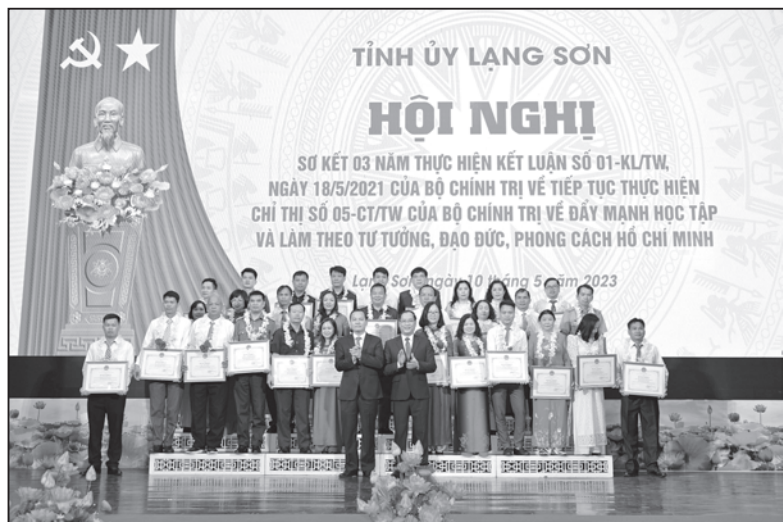 TỈNH ỦY LẠNG SƠN
HỘI NGHỊ
SƠ KẾT 03 NĂM THỰC HIỆN KẾT LUẬN SỐ 01-KL/TW,
NGÀY 18/5/2021 CỦA BỘ CHÍNH TRỊ VỀ TIẾP TỤC THỰC HIỆN
CHỈ THỊ SỐ 05-CT/TW CỦA BỘ CHÍNH TRỊ VỀ ĐẨY MẠNH HỌC TẬP
VÀ LÀM THEO TƯ TƯỞNG, ĐẠO ĐỨC, PHONG CÁCH HỒ CHÍ MINH
Lạng Sơn, ngày 10 tháng 5 năm 2023